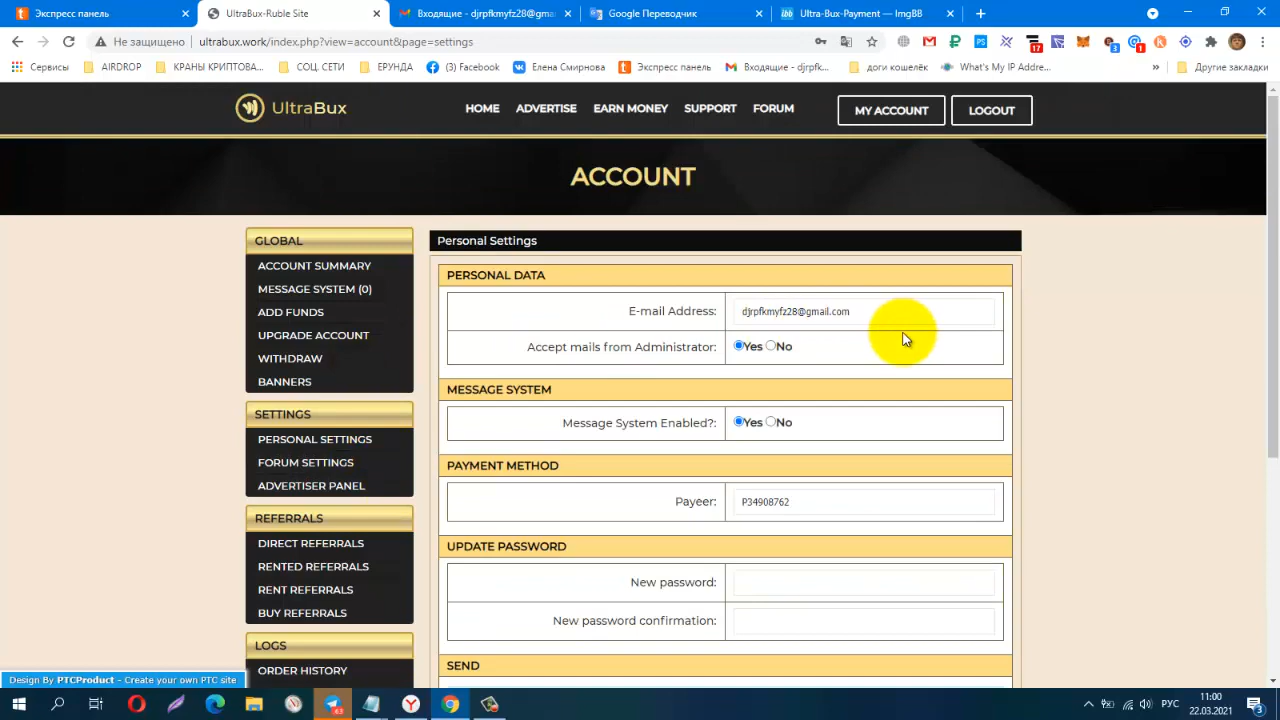 Экспресс панель
UltraBux-Ruble Site
Входящие - djrpfkmyfz28@gma
Google Переводчик
Ultra-Bux-Payment — ImgBB
Не защищено
ultrabux.work/index.php?view=account&page=settings
17
3
1
Сервисы
AIRDROP
КРАНЫ КРИПТОВА...
СОЦ. СЕТИ
ЕРУНДА
(3) Facebook
Елена Смирнова
Экспресс панель
Входящие - djrpfk...
доги кошелёк
What's My IP Addre...
»
Другие закладки
UltraBux
HOME
ADVERTISE
EARN MONEY
SUPPORT
FORUM
MY ACCOUNT
LOGOUT
ACCOUNT
GLOBAL
ACCOUNT SUMMARY
MESSAGE SYSTEM (0)
ADD FUNDS
UPGRADE ACCOUNT
WITHDRAW
BANNERS
SETTINGS
PERSONAL SETTINGS
FORUM SETTINGS
ADVERTISER PANEL
REFERRALS
DIRECT REFERRALS
RENTED REFERRALS
RENT REFERRALS
BUY REFERRALS
LOGS
ORDER HISTORY
Personal Settings
PERSONAL DATA
E-mail Address: djrpfkmyfz28@gmail.com
Accept mails from Administrator: Yes No
MESSAGE SYSTEM
Message System Enabled?: Yes No
PAYMENT METHOD
Payeer: P34908762
UPDATE PASSWORD
New password:
New password confirmation:
SEND
Design By PTCProduct - Create your own PTC site
РУС
11:00
22.03.2021
3